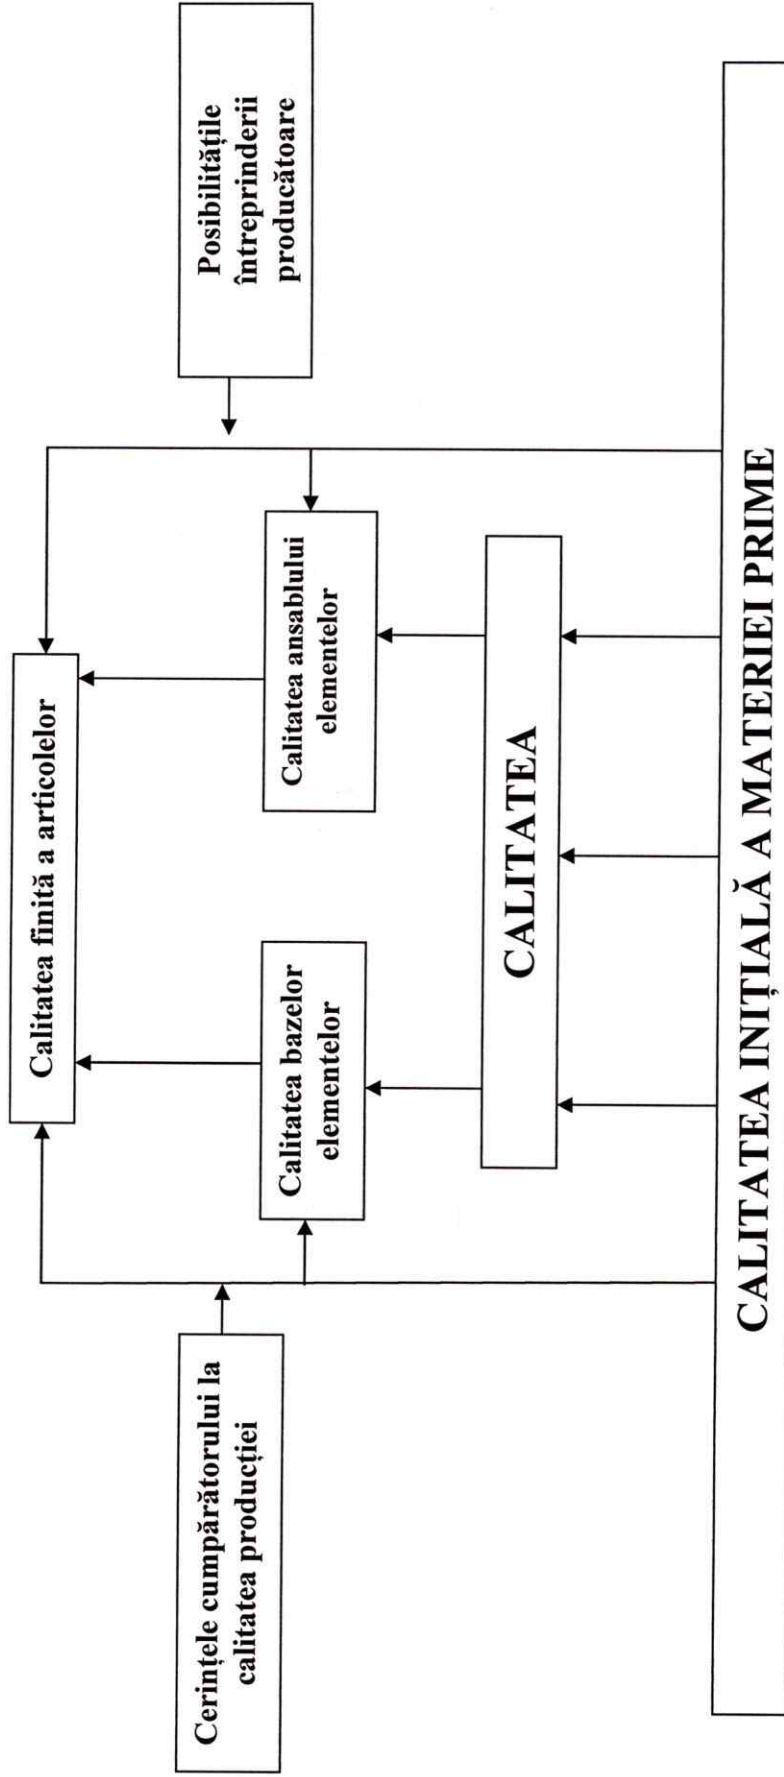 Calitatea finită a articolelor
Cerințele cumpărătorului la
calitatea producției
Calitatea bazelor
elementelor
Calitatea ansablului
elementelor
Posibilitățile
întreprinderii
producătoare
CALITATEA
CALITATEA INIȚIALĂ A MATERIEI PRIME